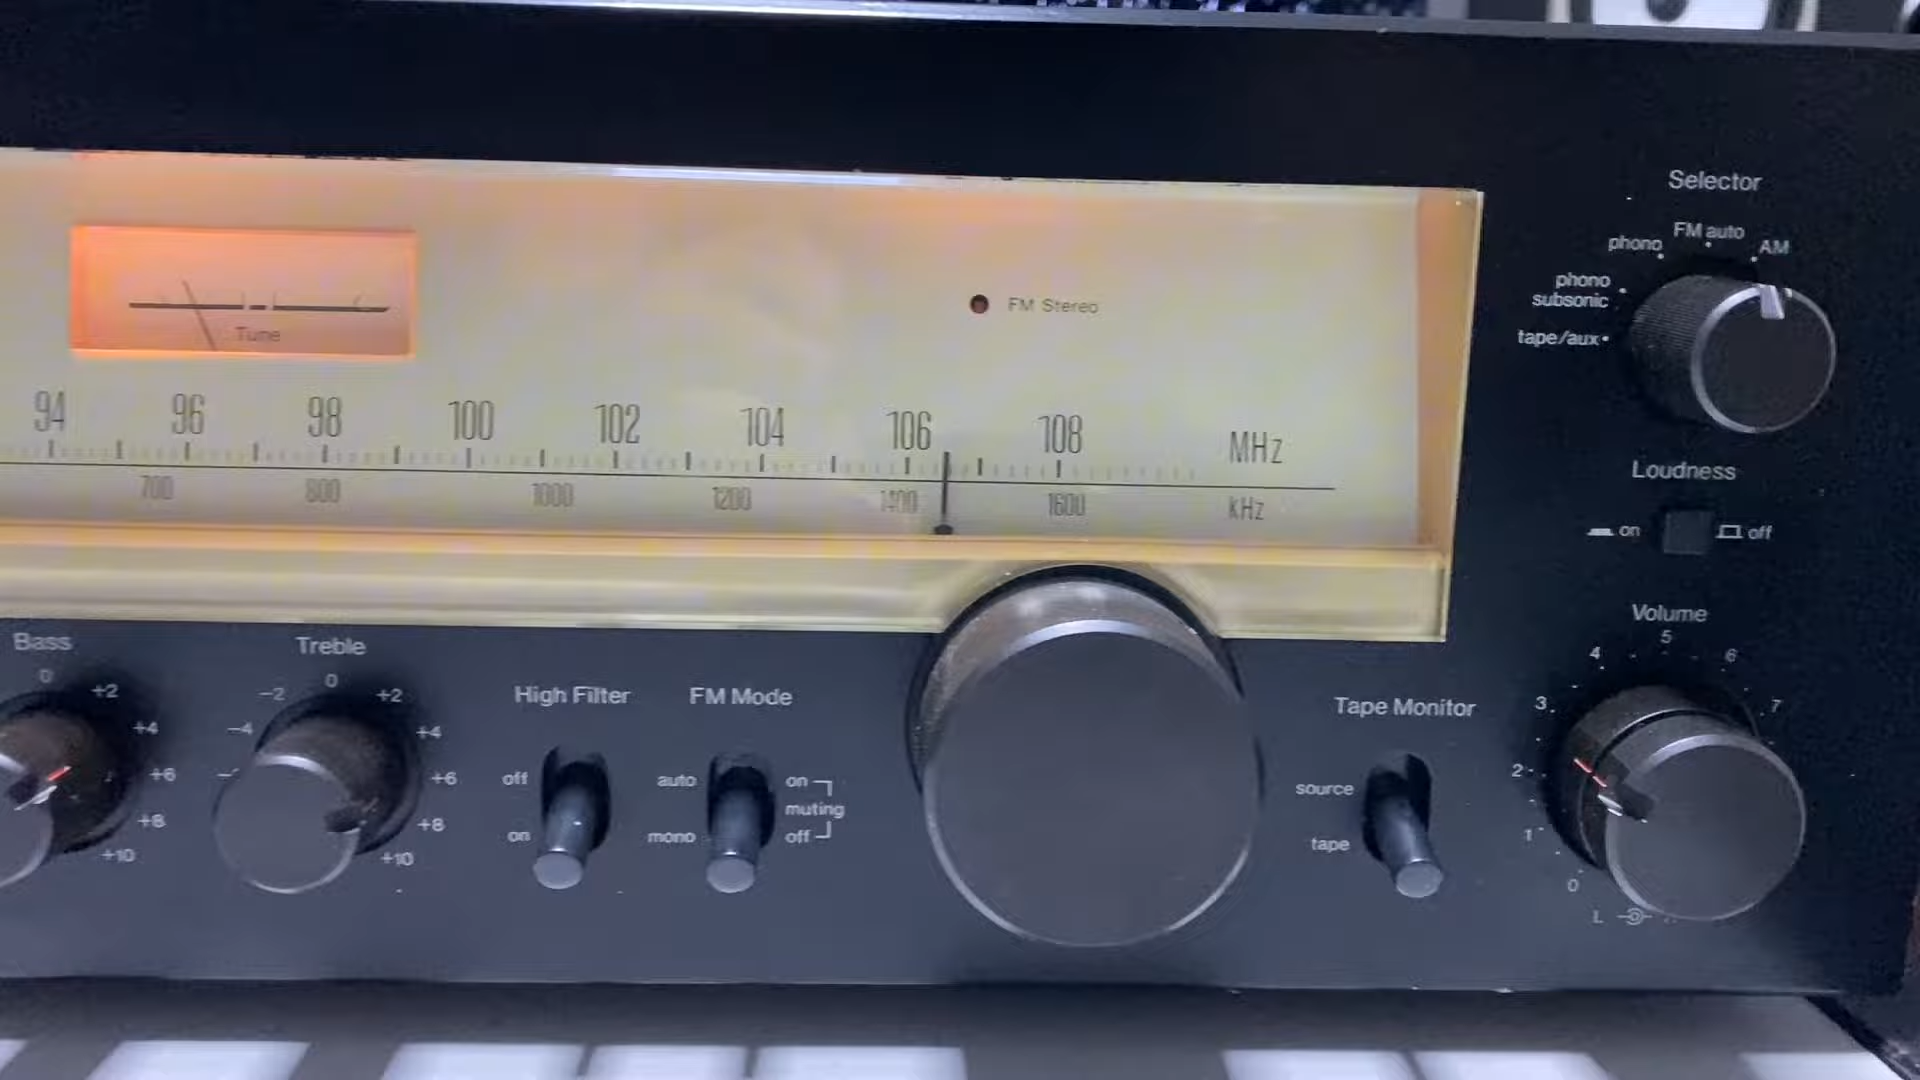 Selector
phono
FM auto
AM
phono
subsonic
tape/aux
Tune
FM Stereo
94 96 98 100 102 104 106 108 MHz
700 800 1000 1200 1400 1600 kHz
Loudness
on off
Volume
0 1 2 3 4 5 6 7
L
Bass
0 +2 +4 +6 +8 +10
Treble
-4 -2 0 +2 +4 +6 +8 +10
High Filter
off
on
FM Mode
auto
mono
on
muting
off
Tape Monitor
source
tape